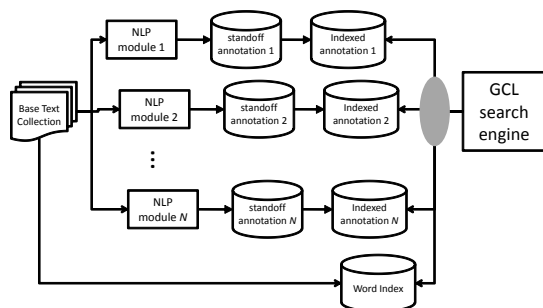 NLP
module 1
standoff
annotation 1
Indexed
annotation 1
Base Text
Collection
NLP
module 2
standoff
annotation 2
Indexed
annotation 2
GCL
search
engine
...
NLP
module N
standoff
annotation N
Indexed
annotation N
Word Index